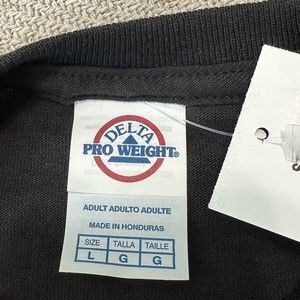 DELTA
PRO WEIGHT®
ADULT ADULTO ADULTE
MADE IN HONDURAS
SIZE TALLA TAILLE
L G G